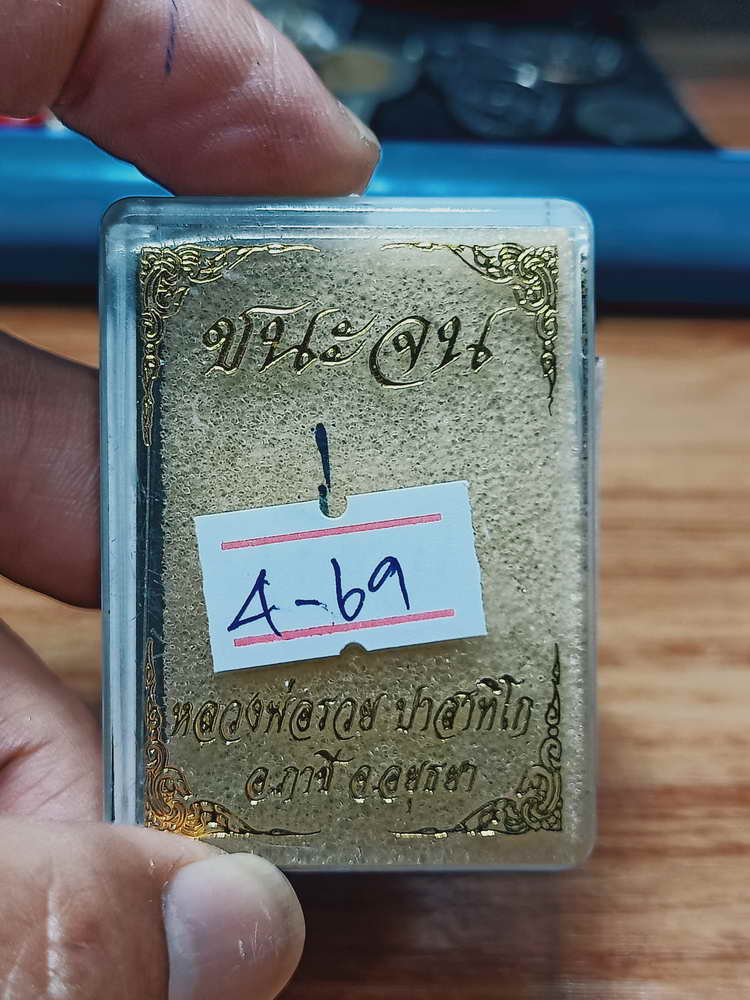 ชนะจน
4-69
หลวงพ่อรวย ปาสาทิโก
อ.ภาชี จ.อยุธยา